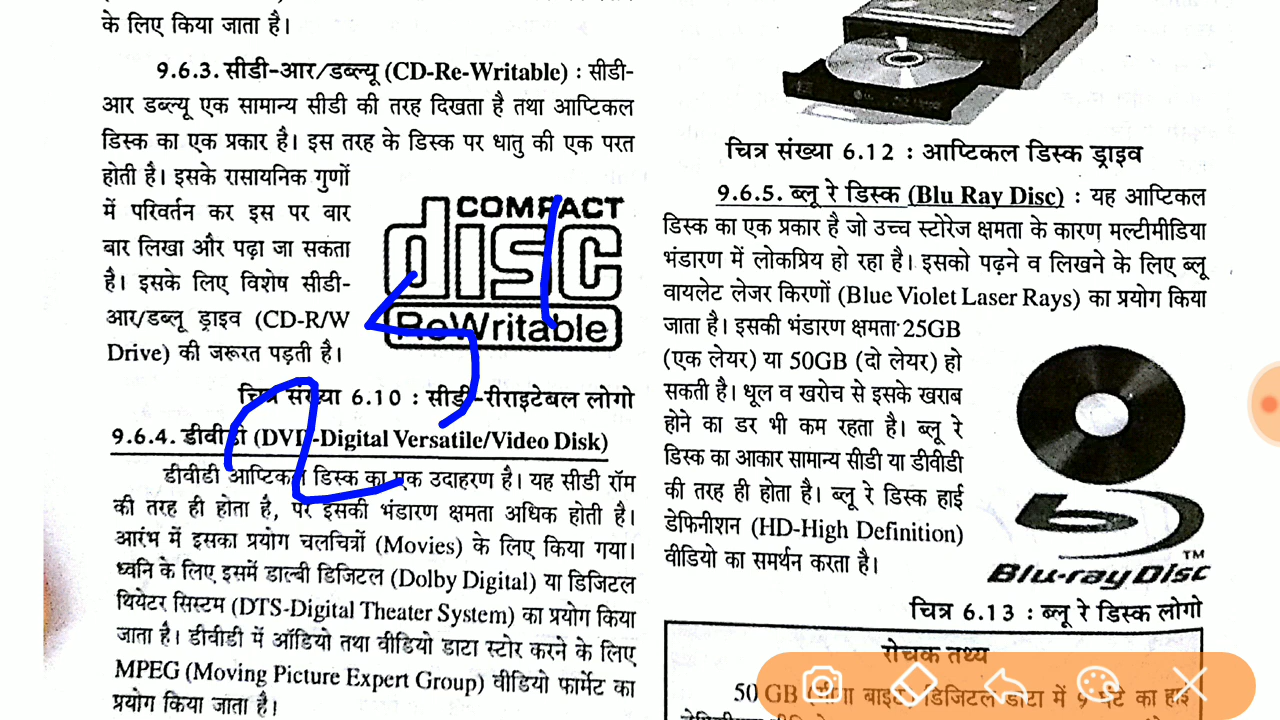 के लिए किया जाता है।
9.6.3. सीडी-आर/डब्ल्यू (CD-Re-Writable) : सीडी-
आर डब्ल्यू एक सामान्य सीडी की तरह दिखता है तथा आप्टिकल
डिस्क का एक प्रकार है। इस तरह के डिस्क पर धातु की एक परत
होती है। इसके रासायनिक गुणों
में परिवर्तन कर इस पर बार
बार लिखा और पढ़ा जा सकता
है। इसके लिए विशेष सीडी-
आर/डब्लू ड्राइव (CD-R/W
Drive) की जरूरत पड़ती है।
COMPACT
disc
ReWritable
चित्र संख्या 6.10 : सीडी-रीराइटेबल लोगो
9.6.4. डीवीडी (DVD-Digital Versatile/Video Disk)
डीवीडी आप्टिकल डिस्क का एक उदाहरण है। यह सीडी रॉम
की तरह ही होता है, पर इसकी भंडारण क्षमता अधिक होती है।
आरंभ में इसका प्रयोग चलचित्रों (Movies) के लिए किया गया।
ध्वनि के लिए इसमें डाल्बी डिजिटल (Dolby Digital) या डिजिटल
थियेटर सिस्टम (DTS-Digital Theater System) का प्रयोग किया
जाता है। डीवीडी में ऑडियो तथा वीडियो डाटा स्टोर करने के लिए
MPEG (Moving Picture Expert Group) वीडियो फार्मेट का
प्रयोग किया जाता है।
चित्र संख्या 6.12 : आप्टिकल डिस्क ड्राइव
9.6.5. ब्लू रे डिस्क (Blu Ray Disc) : यह आप्टिकल
डिस्क का एक प्रकार है जो उच्च स्टोरेज क्षमता के कारण मल्टीमीडिया
भंडारण में लोकप्रिय हो रहा है। इसको पढ़ने व लिखने के लिए ब्लू
वायलेट लेजर किरणों (Blue Violet Laser Rays) का प्रयोग किया
जाता है। इसकी भंडारण क्षमता 25GB
(एक लेयर) या 50GB (दो लेयर) हो
सकती है। धूल व खरोच से इसके खराब
होने का डर भी कम रहता है। ब्लू रे
डिस्क का आकार सामान्य सीडी या डीवीडी
की तरह ही होता है। ब्लू रे डिस्क हाई
डेफिनीशन (HD-High Definition)
वीडियो का समर्थन करता है।
TM
Blu-ray Disc
चित्र 6.13 : ब्लू रे डिस्क लोगो
रोचक तथ्य
50 GB डिजिटल डाटा में 9 घंटे का हाई